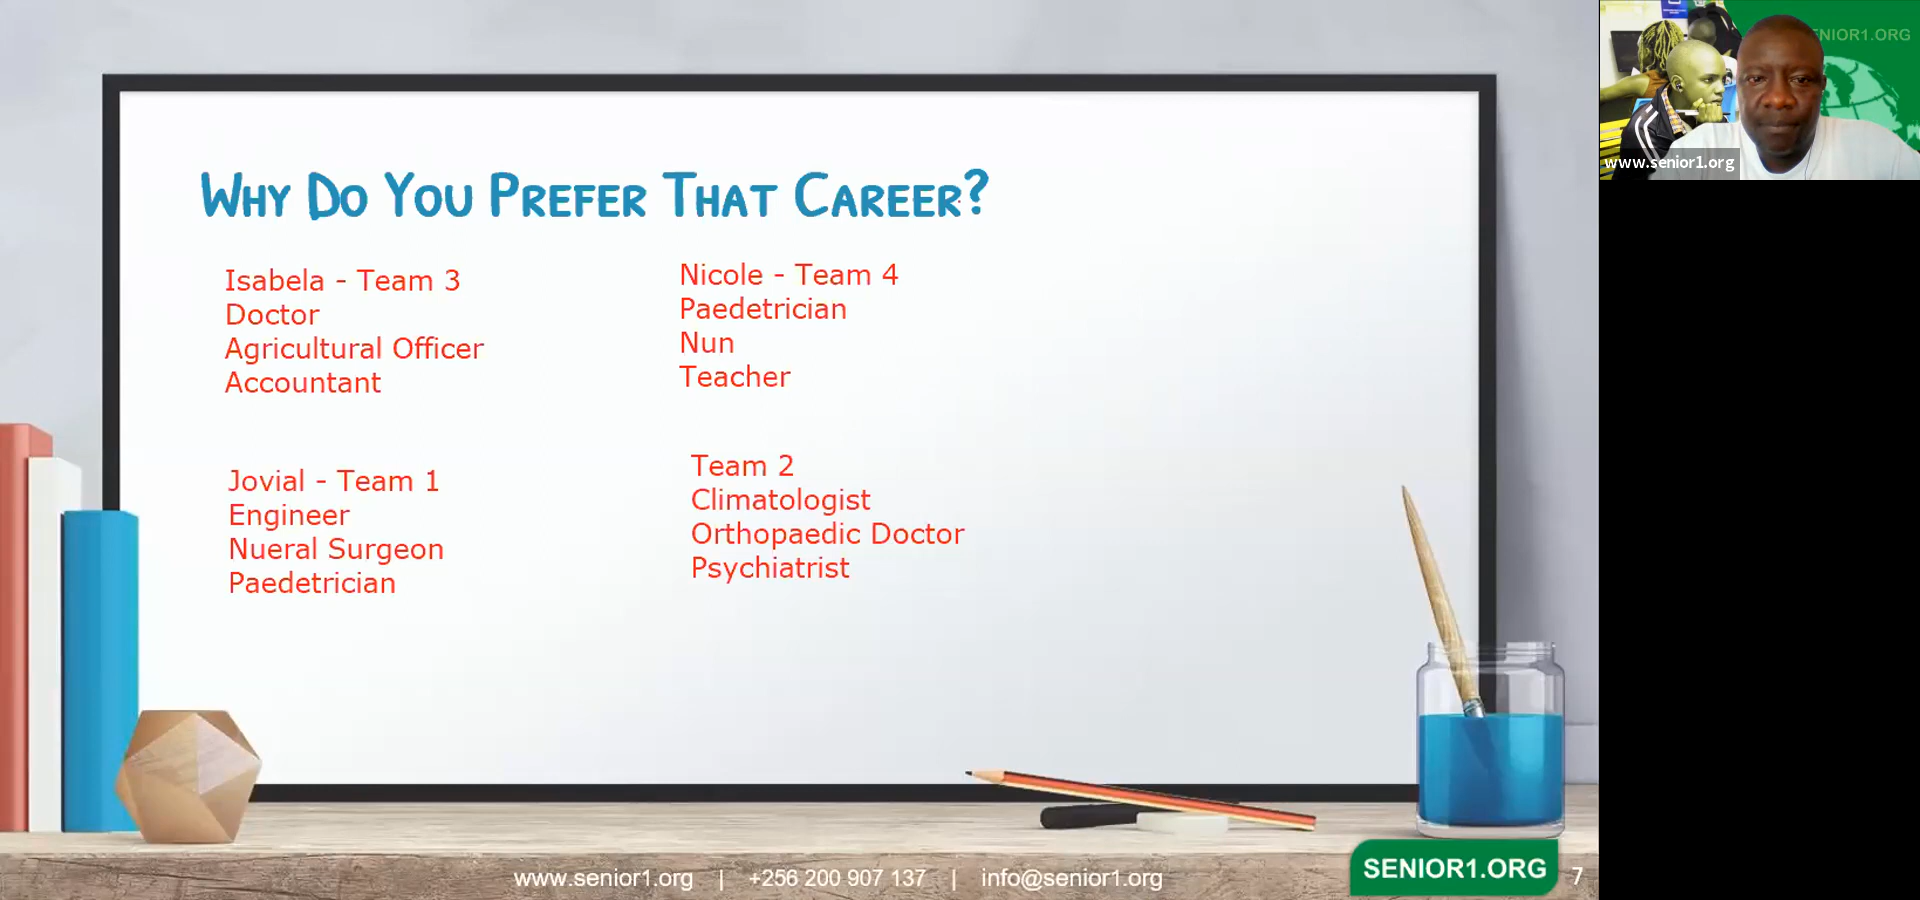 Why Do You Prefer That Career?
Isabela - Team 3
Doctor
Agricultural Officer
Accountant
Nicole - Team 4
Paedetrician
Nun
Teacher
Jovial - Team 1
Engineer
Nueral Surgeon
Paedetrician
Team 2
Climatologist
Orthopaedic Doctor
Psychiatrist
www.senior1.org | +256 200 907 137 | info@senior1.org
SENIOR1.ORG
7
ENIOR1.ORG
www.senior1.org